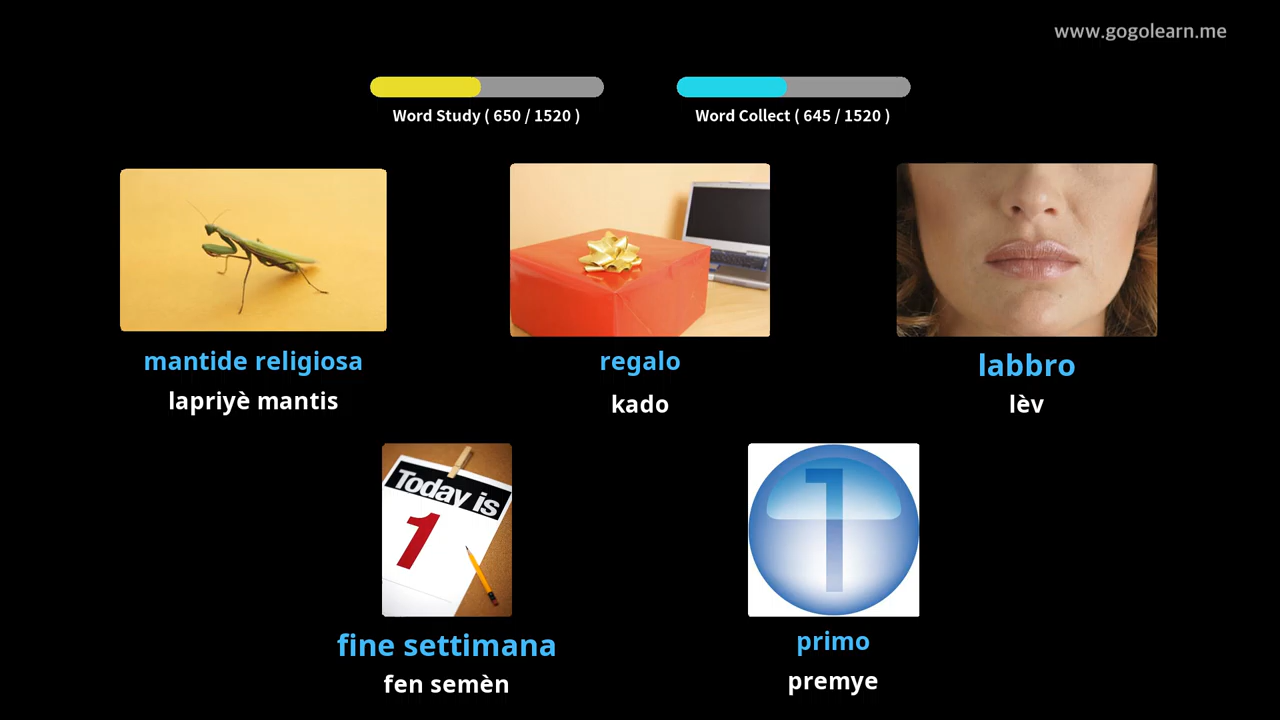 www.gogolearn.me
Word Study ( 650 / 1520 )
Word Collect ( 645 / 1520 )
mantide religiosa
lapriyè mantis
regalo
kado
labbro
lèv
Today is
1
fine settimana
fen semèn
1
primo
premye